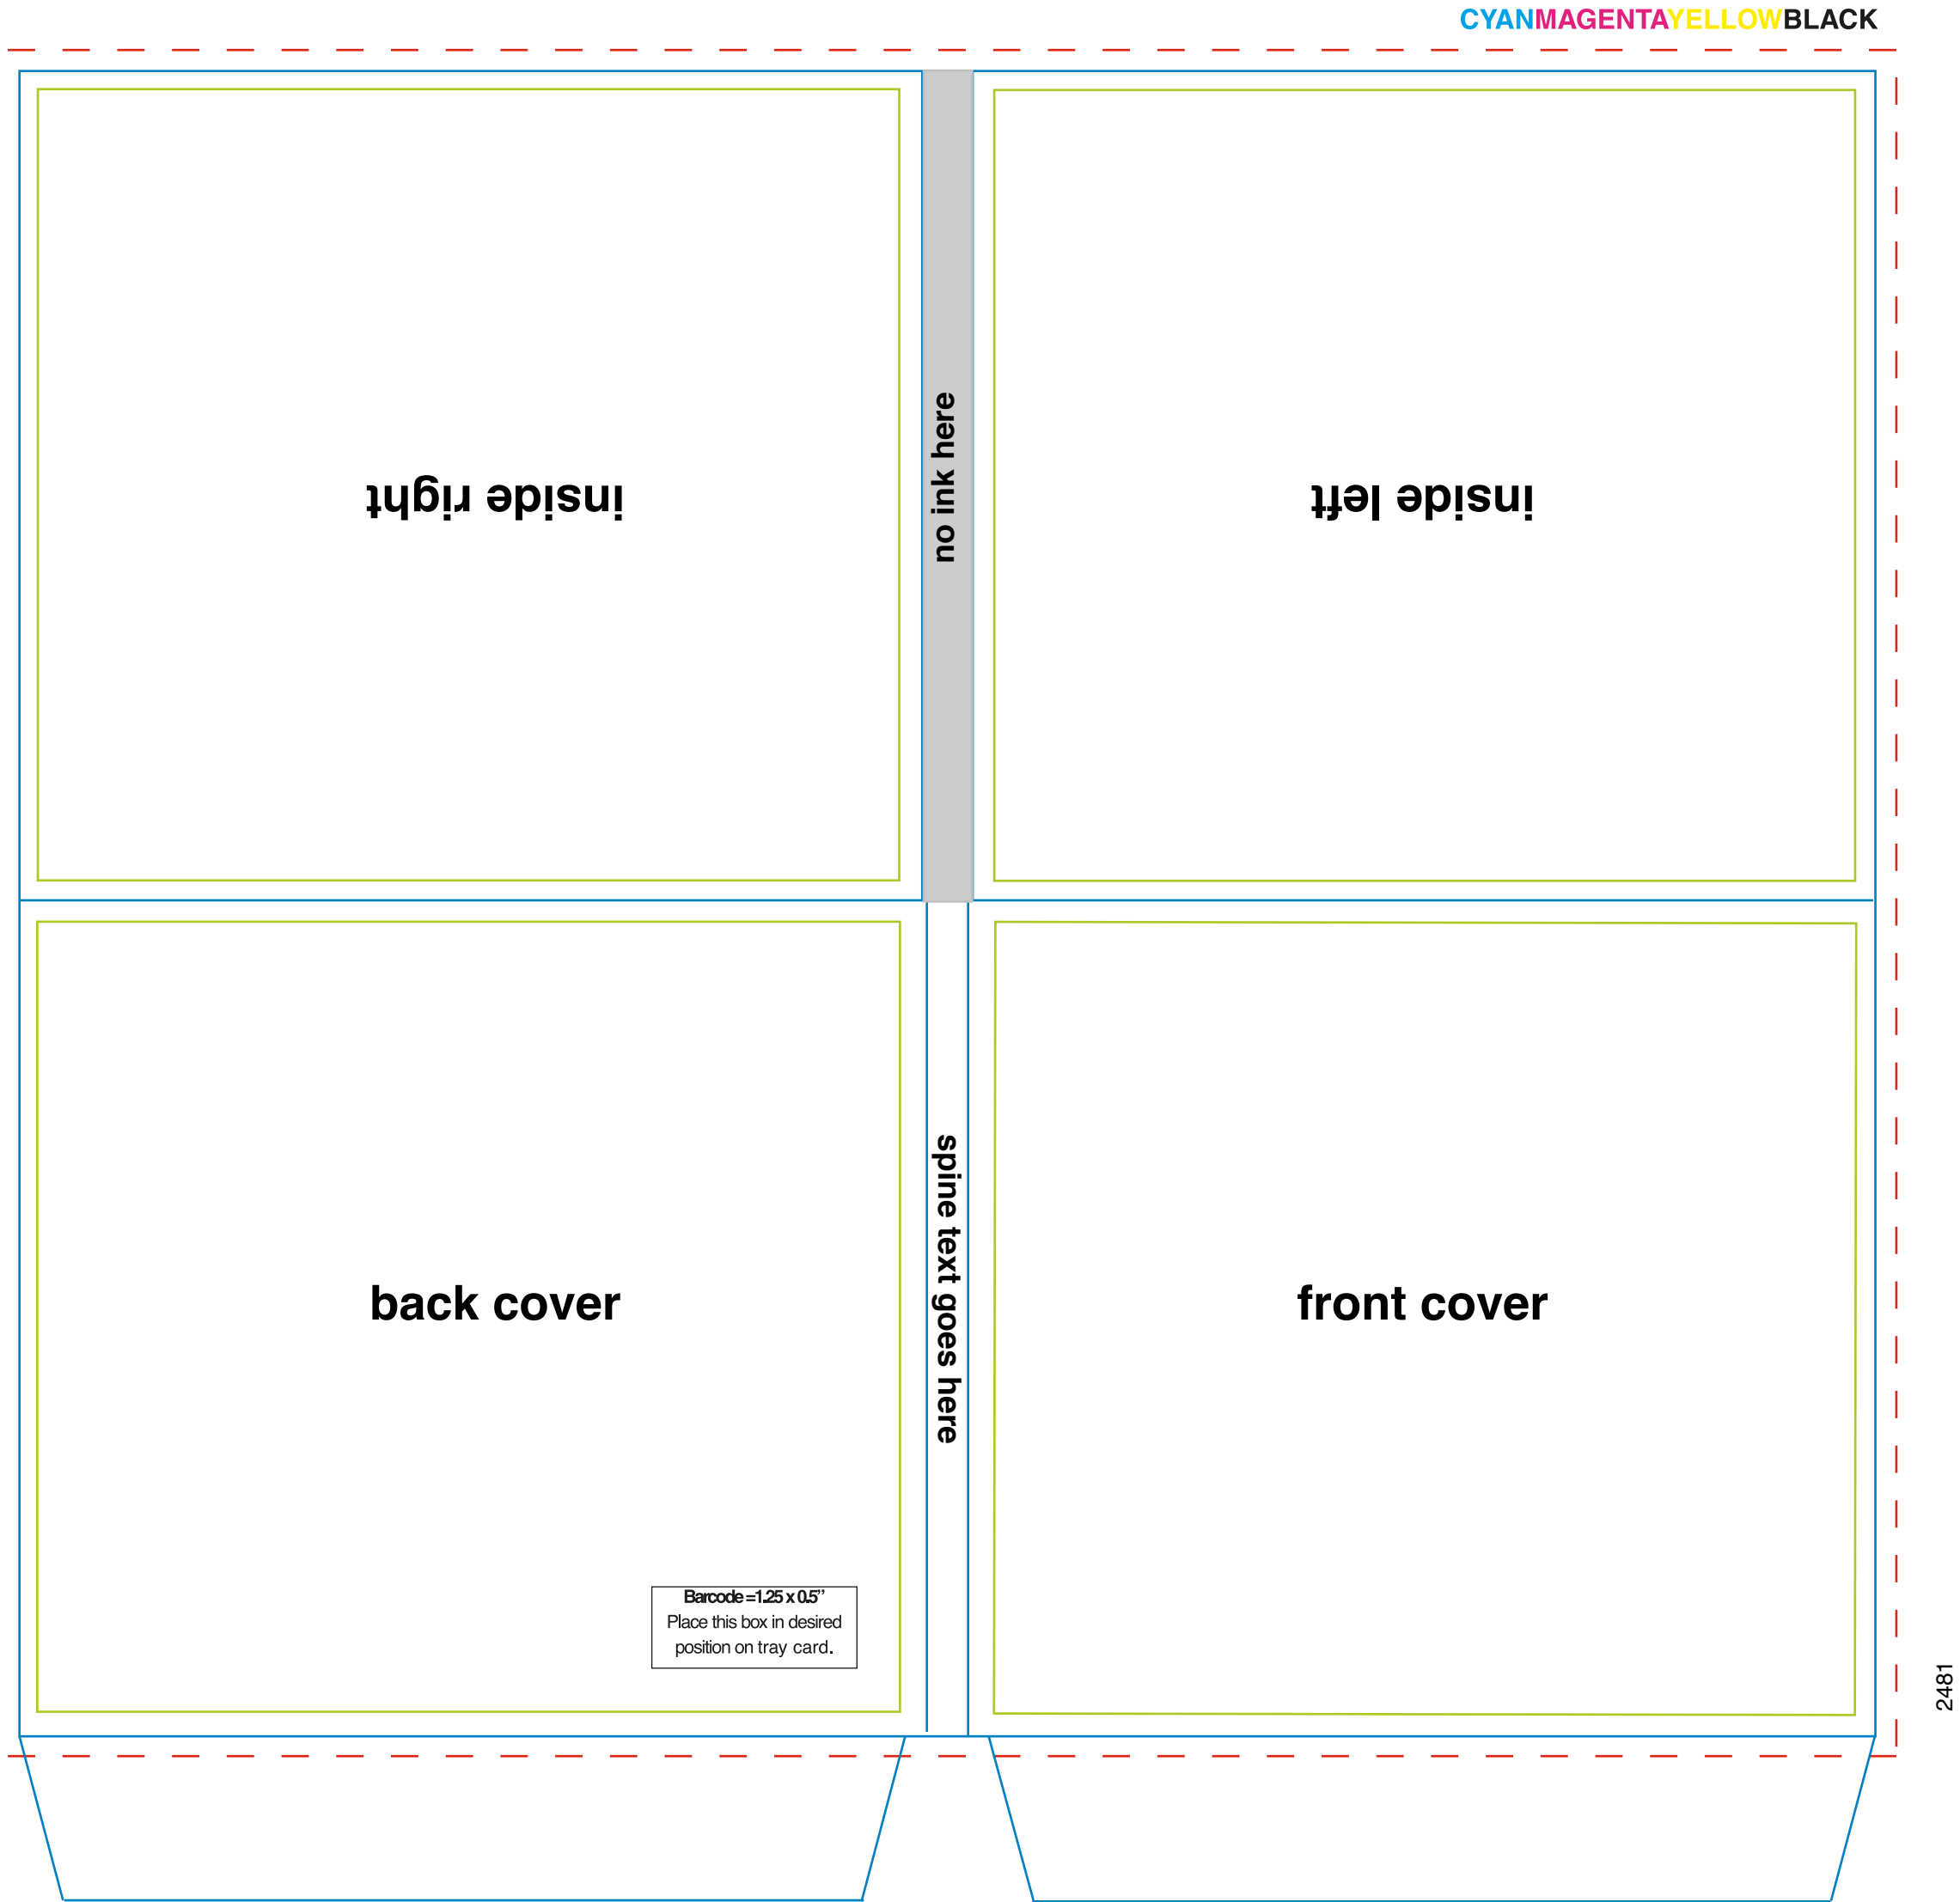 CYANMAGENTAYELLOWBLACK
inside right
no ink here
inside left
back cover
spine text goes here
front cover
Barcode =1.25 x 0.5”
Place this box in desired
position on tray card.
2481